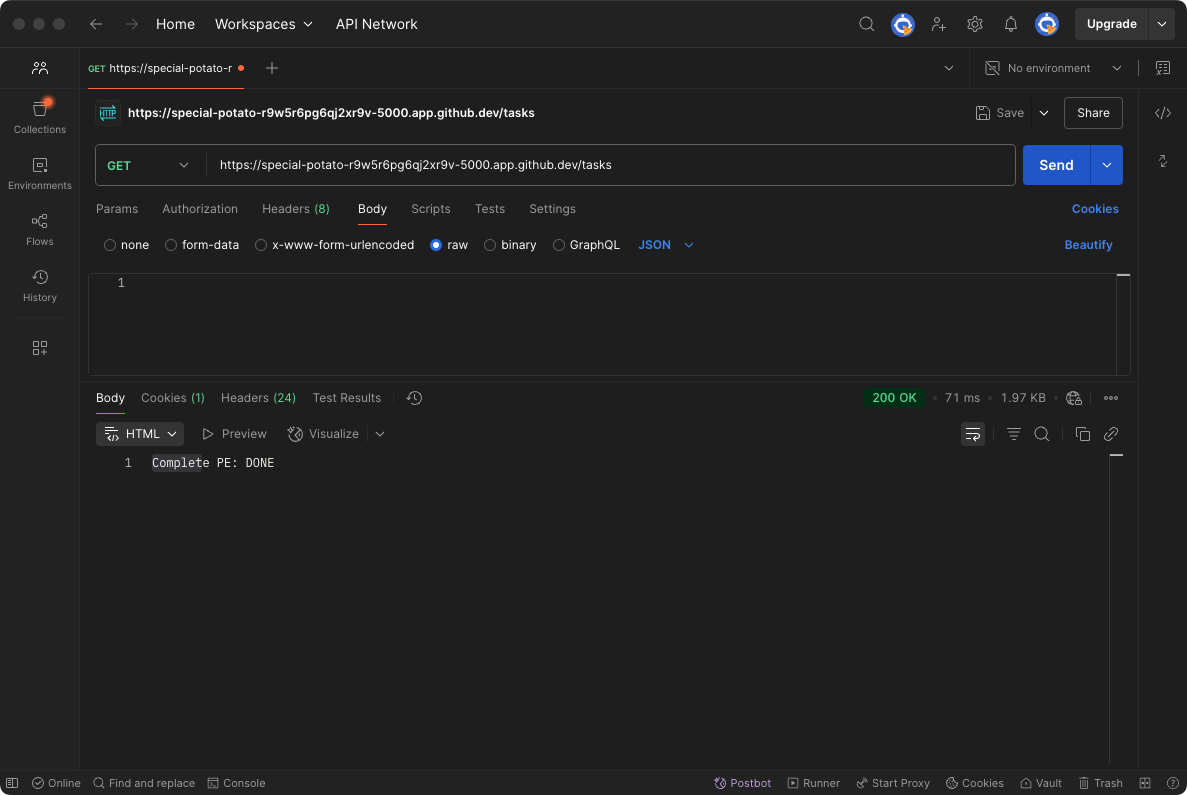 Home Workspaces API Network Upgrade
GET https://special-potato-r No environment
HTTP https://special-potato-r9w5r6pg6qj2xr9v-5000.app.github.dev/tasks Save Share
Collections
GET https://special-potato-r9w5r6pg6qj2xr9v-5000.app.github.dev/tasks Send
Environments
Params Authorization Headers (8) Body Scripts Tests Settings Cookies
Flows
none form-data x-www-form-urlencoded raw binary GraphQL JSON Beautify
History
1
Body Cookies (1) Headers (24) Test Results 200 OK • 71 ms • 1.97 KB •
HTML Preview Visualize
1 Complete PE: DONE
Online Find and replace Console Postbot Runner Start Proxy Cookies Vault Trash